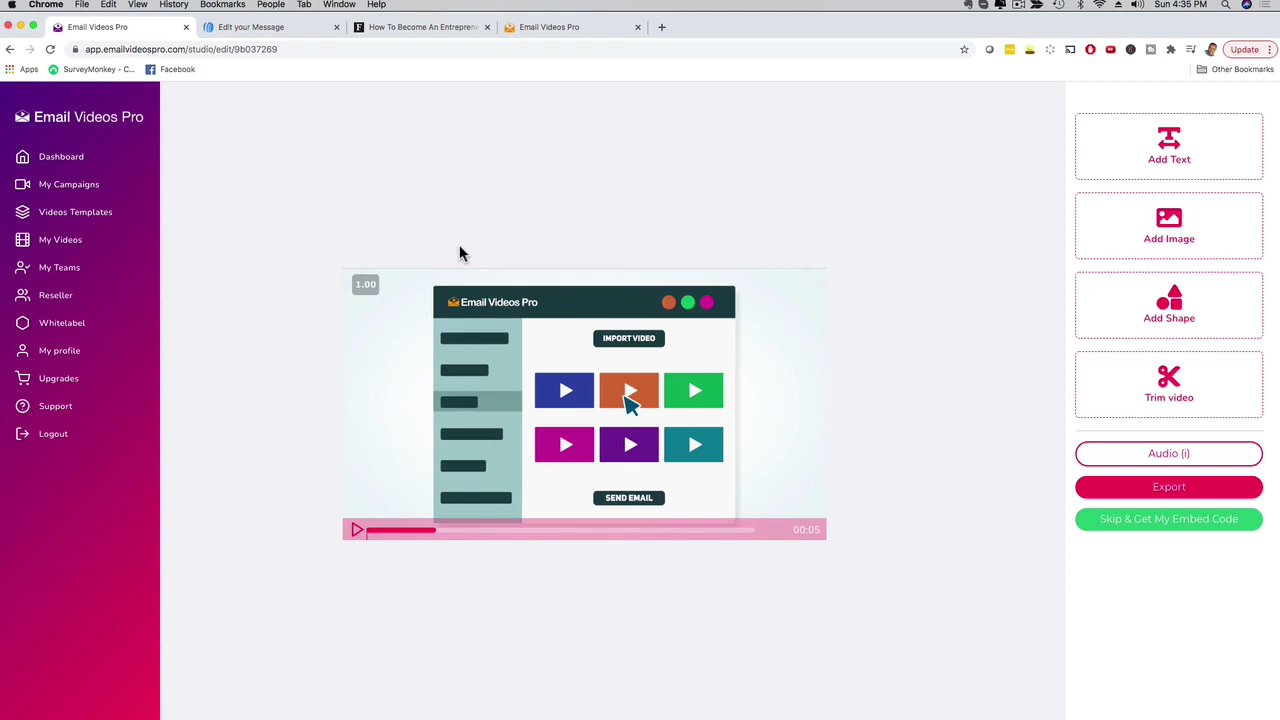 Chrome File Edit View History Bookmarks People Tab Window Help Sun 4:35 PM
Email Videos Pro Edit your Message How To Become An Entreprene Email Videos Pro
app.emailvideospro.com/studio/edit/9b037269 Update
Apps SurveyMonkey - C... Facebook Other Bookmarks
Email Videos Pro
Dashboard
My Campaigns
Videos Templates
My Videos
My Teams
Reseller
Whitelabel
My profile
Upgrades
Support
Logout
1.00
Email Videos Pro
IMPORT VIDEO
SEND EMAIL
00:05
Add Text
Add Image
Add Shape
Trim video
Audio (i)
Export
Skip & Get My Embed Code